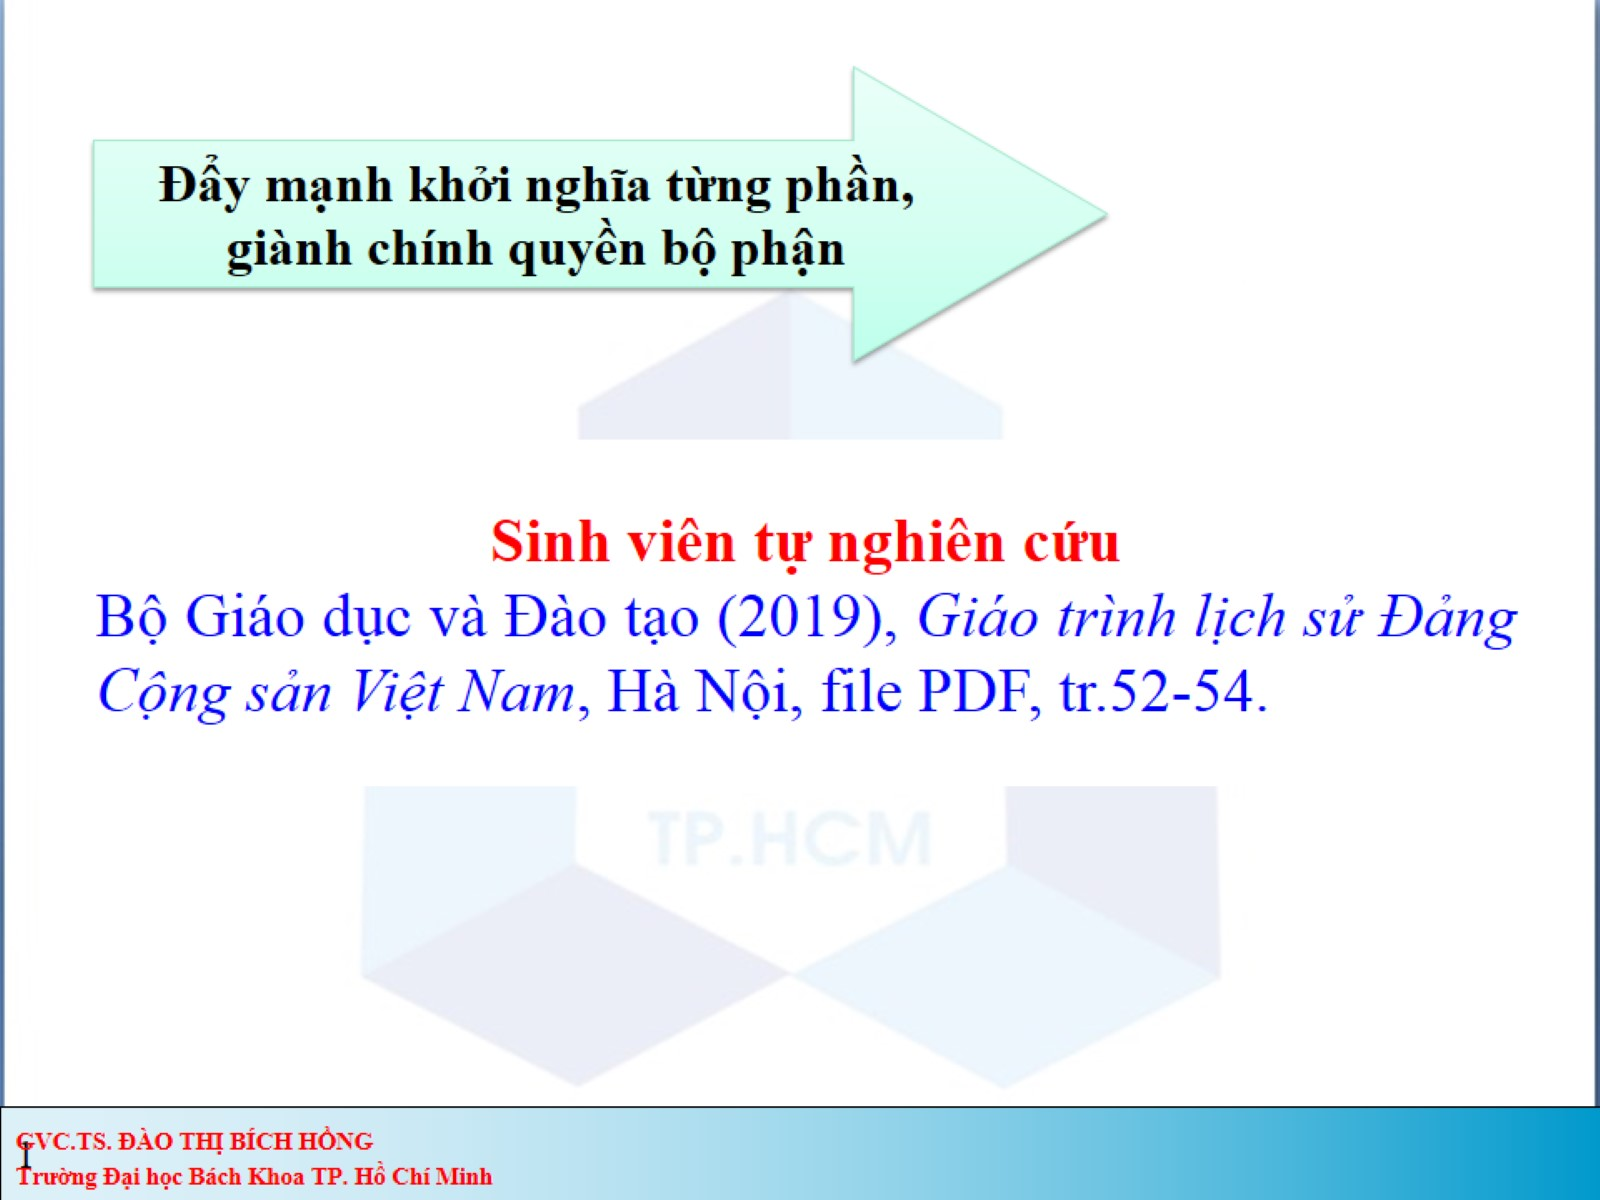 Đẩy mạnh khởi nghĩa từng phần,
giành chính quyền bộ phận
Sinh viên tự nghiên cứu
Bộ Giáo dục và Đào tạo (2019), Giáo trình lịch sử Đảng
Cộng sản Việt Nam, Hà Nội, file PDF, tr.52-54.
TP.HCM
GVC.TS. ĐÀO THỊ BÍCH HỒNG
1
Trường Đại học Bách Khoa TP. Hồ Chí Minh